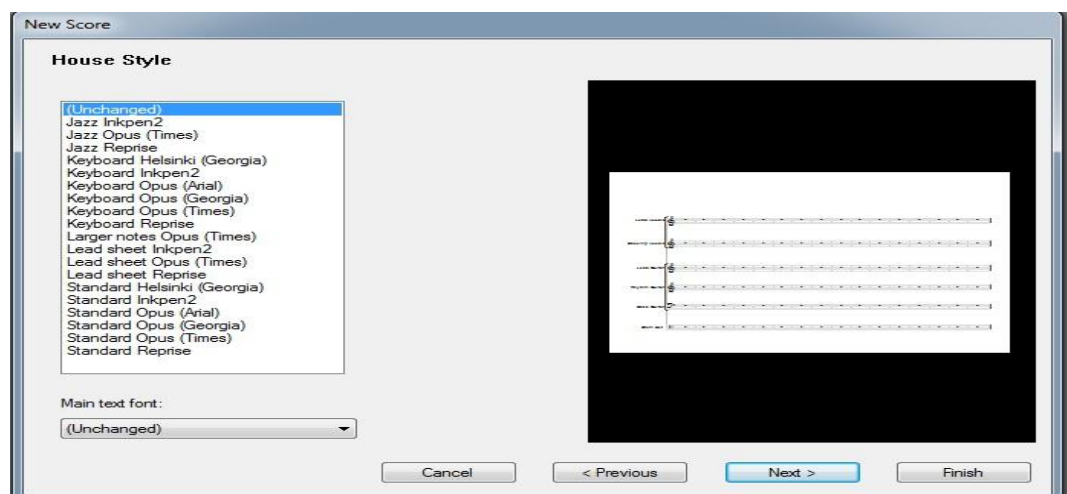 New Score
House Style
(Unchanged)
Jazz Inkpen2
Jazz Opus (Times)
Jazz Reprise
Keyboard Helsinki (Georgia)
Keyboard Inkpen2
Keyboard Opus (Arial)
Keyboard Opus (Georgia)
Keyboard Opus (Times)
Keyboard Reprise
Larger notes Opus (Times)
Lead sheet Inkpen2
Lead sheet Opus (Times)
Lead sheet Reprise
Standard Helsinki (Georgia)
Standard Inkpen2
Standard Opus (Arial)
Standard Opus (Georgia)
Standard Opus (Times)
Standard Reprise
Main text font:
(Unchanged)
Cancel
< Previous
Next >
Finish